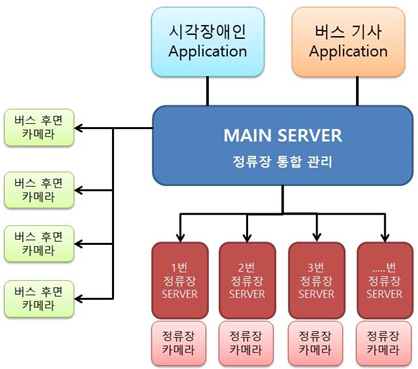 시각장애인
Application
버스 기사
Application
MAIN SERVER
정류장 통합 관리
버스 후면
카메라
버스 후면
카메라
버스 후면
카메라
버스 후면
카메라
1번
정류장
SERVER
2번
정류장
SERVER
3번
정류장
SERVER
.....번
정류장
SERVER
정류장
카메라
정류장
카메라
정류장
카메라
정류장
카메라